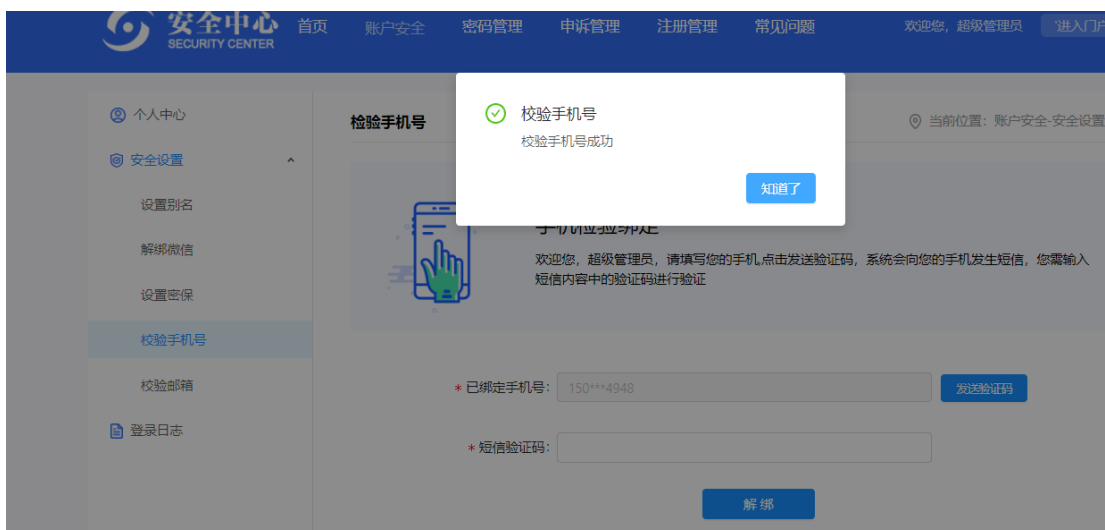 安全中心
SECURITY CENTER
首页
账户安全
密码管理
申诉管理
注册管理
常见问题
欢迎您，超级管理员
个人中心
安全设置
设置别名
解绑微信
设置密保
校验手机号
校验邮箱
登录日志
检验手机号
当前位置：账户安全-安全设置
校验手机号
校验手机号成功
知道了
手机检验绑定
欢迎您，超级管理员，请填写您的手机,点击发送验证码，系统会向您的手机发生短信，您需输入
短信内容中的验证码进行验证
* 已绑定手机号:
150***4948
发送验证码
* 短信验证码:
解 绑